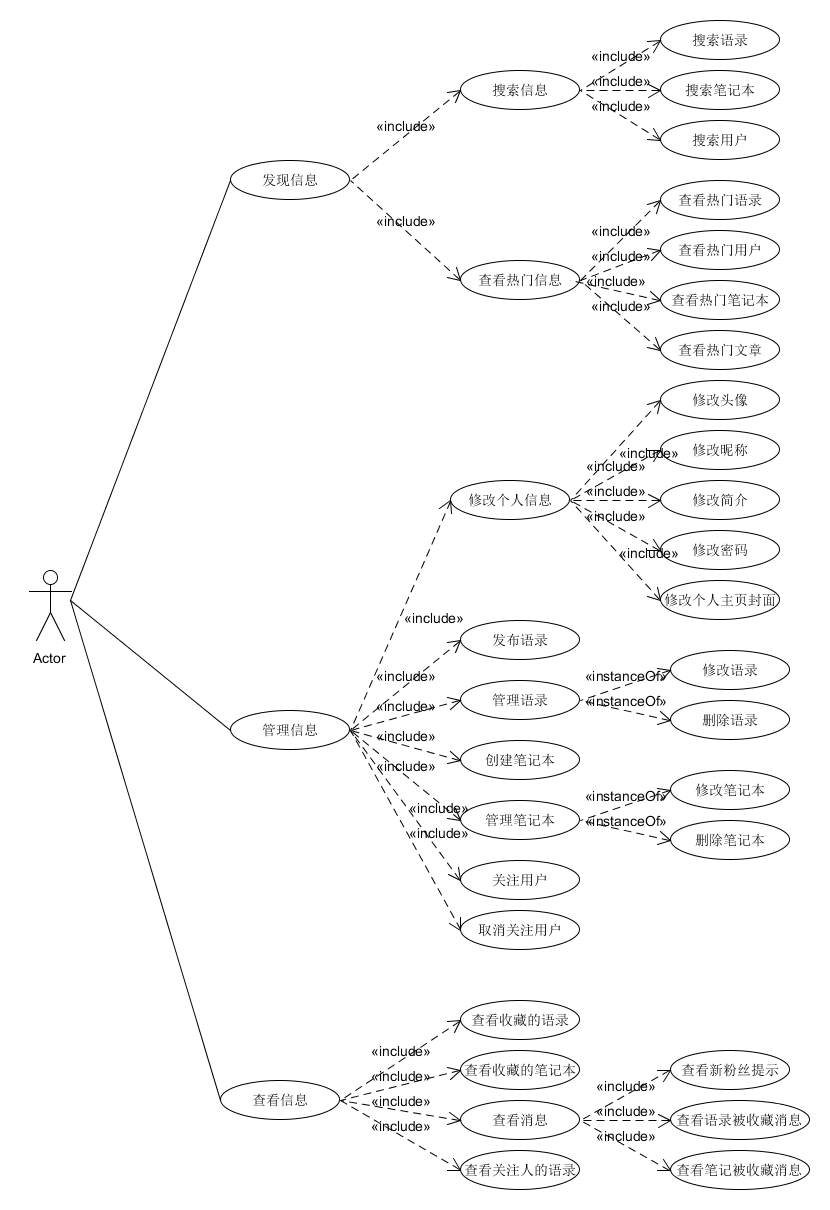 搜索语录
«include»
搜索信息
«include»
搜索笔记本
«include»
«include»
搜索用户
发现信息
查看热门语录
«include»
«include»
查看热门用户
«include»
查看热门信息
«include»
查看热门笔记本
«include»
查看热门文章
修改头像
修改昵称
«include»
«include»
修改个人信息
«include»
修改简介
«include»
修改密码
«include»
修改个人主页封面
«include»
发布语录
Actor
«include»
«instanceOf»
修改语录
管理语录
«include»
«instanceOf»
删除语录
管理信息
«include»
创建笔记本
«include»
修改笔记本
«instanceOf»
«include»
管理笔记本
«instanceOf»
«include»
删除笔记本
关注用户
取消关注用户
查看收藏的语录
«include»
查看收藏的笔记本
查看新粉丝提示
«include»
«include»
查看信息
«include»
查看消息
«include»
查看语录被收藏消息
«include»
«include»
查看关注人的语录
查看笔记被收藏消息